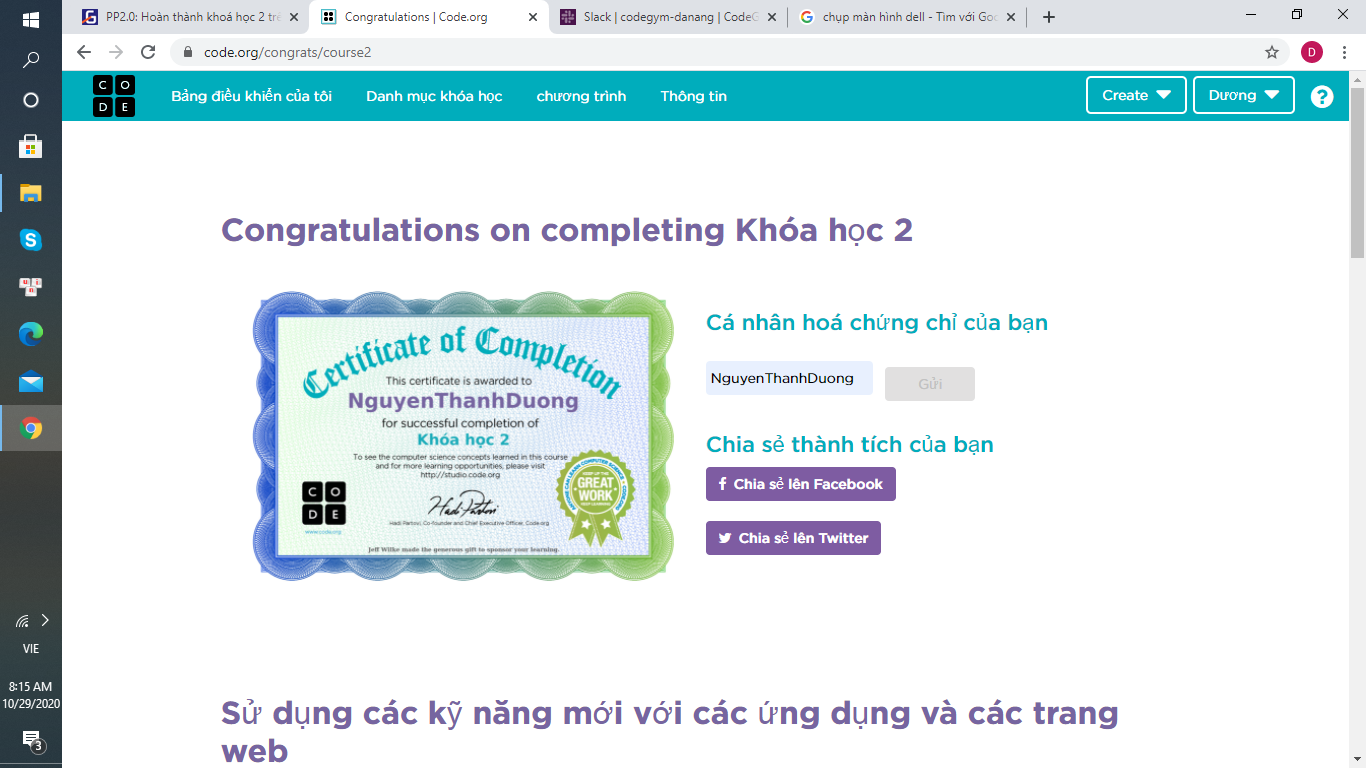 PP2.0: Hoàn thành khoá học 2 trê
Congratulations | Code.org
Slack | codegym-danang | CodeG
chụp màn hình dell - Tìm với Goo
code.org/congrats/course2
D
C O
D E
Bảng điều khiển của tôi
Danh mục khóa học
chương trình
Thông tin
Create
Dương
?
Congratulations on completing Khóa học 2
Certificate of Completion
This certificate is awarded to
NguyenThanhDuong
for successful completion of
Khóa học 2
To see the computer science concepts learned in this course
and for more learning opportunities, please visit
http://studio.code.org
C O
D E
www.code.org
Hadi Partovi
Hadi Partovi, Co-founder and Chief Executive Officer, Code.org
GREAT
WORK
Jeff Wilke made the generous gift to sponsor your learning.
Cá nhân hoá chứng chỉ của bạn
NguyenThanhDuong
Gửi
Chia sẻ thành tích của bạn
Chia sẻ lên Facebook
Chia sẻ lên Twitter
Sử dụng các kỹ năng mới với các ứng dụng và các trang
web
VIE
8:15 AM
10/29/2020
3